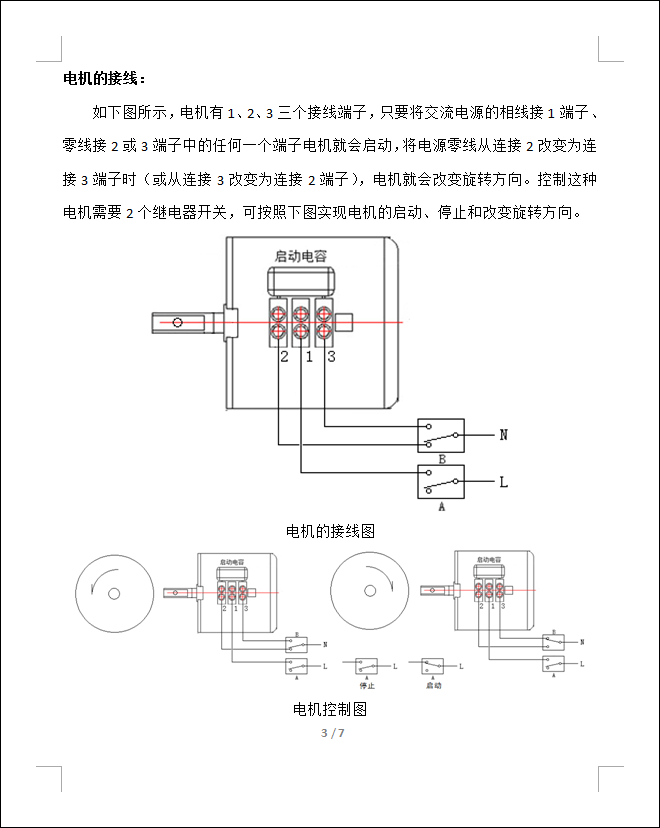 电机的接线：
如下图所示，电机有1、2、3三个接线端子，只要将交流电源的相线接1端子、
零线接2或3端子中的任何一个端子电机就会启动，将电源零线从连接2改变为连
接3端子时（或从连接3改变为连接2端子），电机就会改变旋转方向。控制这种
电机需要2个继电器开关，可按照下图实现电机的启动、停止和改变旋转方向。
启动电容
2 1 3
N
B
L
A
电机的接线图
启动电容
2 1 3
B
N
L
A
L
A
停止
L
A
启动
启动电容
2 1 3
B
N
L
A
电机控制图
3 / 7